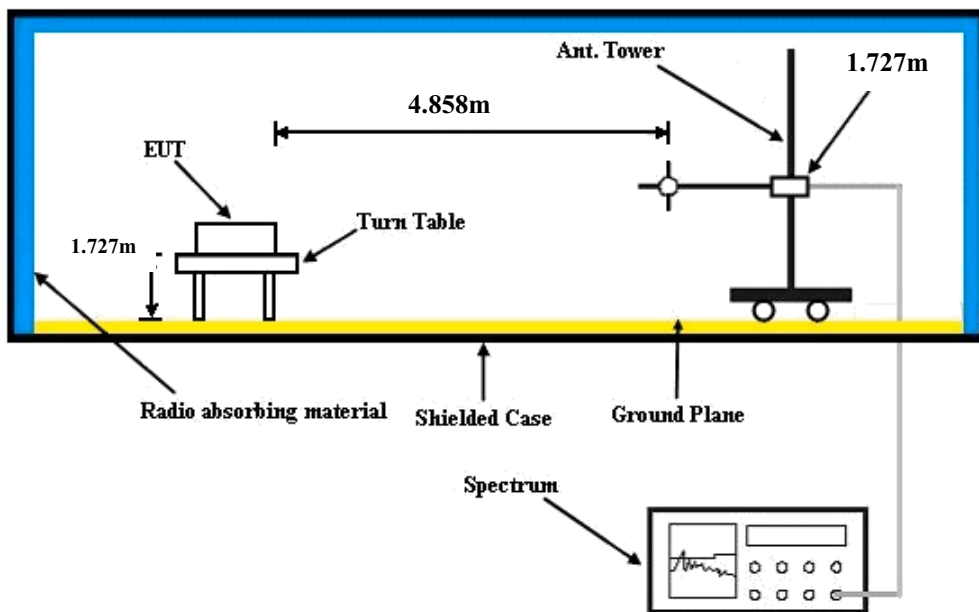 Ant. Tower
1.727m
4.858m
EUT
Turn Table
1.727m
Radio absorbing material
Shielded Case
Ground Plane
Spectrum